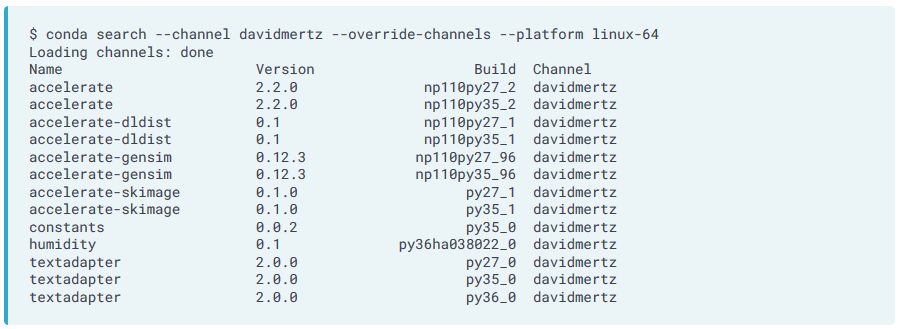 $ conda search --channel davidmertz --override-channels --platform linux-64
Loading channels: done
Name                       Version                   Build  Channel
accelerate                 2.2.0               np110py27_2  davidmertz
accelerate                 2.2.0               np110py35_2  davidmertz
accelerate-dldist          0.1                 np110py27_1  davidmertz
accelerate-dldist          0.1                 np110py35_1  davidmertz
accelerate-gensim          0.12.3             np110py27_96  davidmertz
accelerate-gensim          0.12.3             np110py35_96  davidmertz
accelerate-skimage         0.1.0                    py27_1  davidmertz
accelerate-skimage         0.1.0                    py35_1  davidmertz
constants                  0.0.2                    py35_0  davidmertz
humidity                   0.1              py36ha038022_0  davidmertz
textadapter                2.0.0                    py27_0  davidmertz
textadapter                2.0.0                    py35_0  davidmertz
textadapter                2.0.0                    py36_0  davidmertz